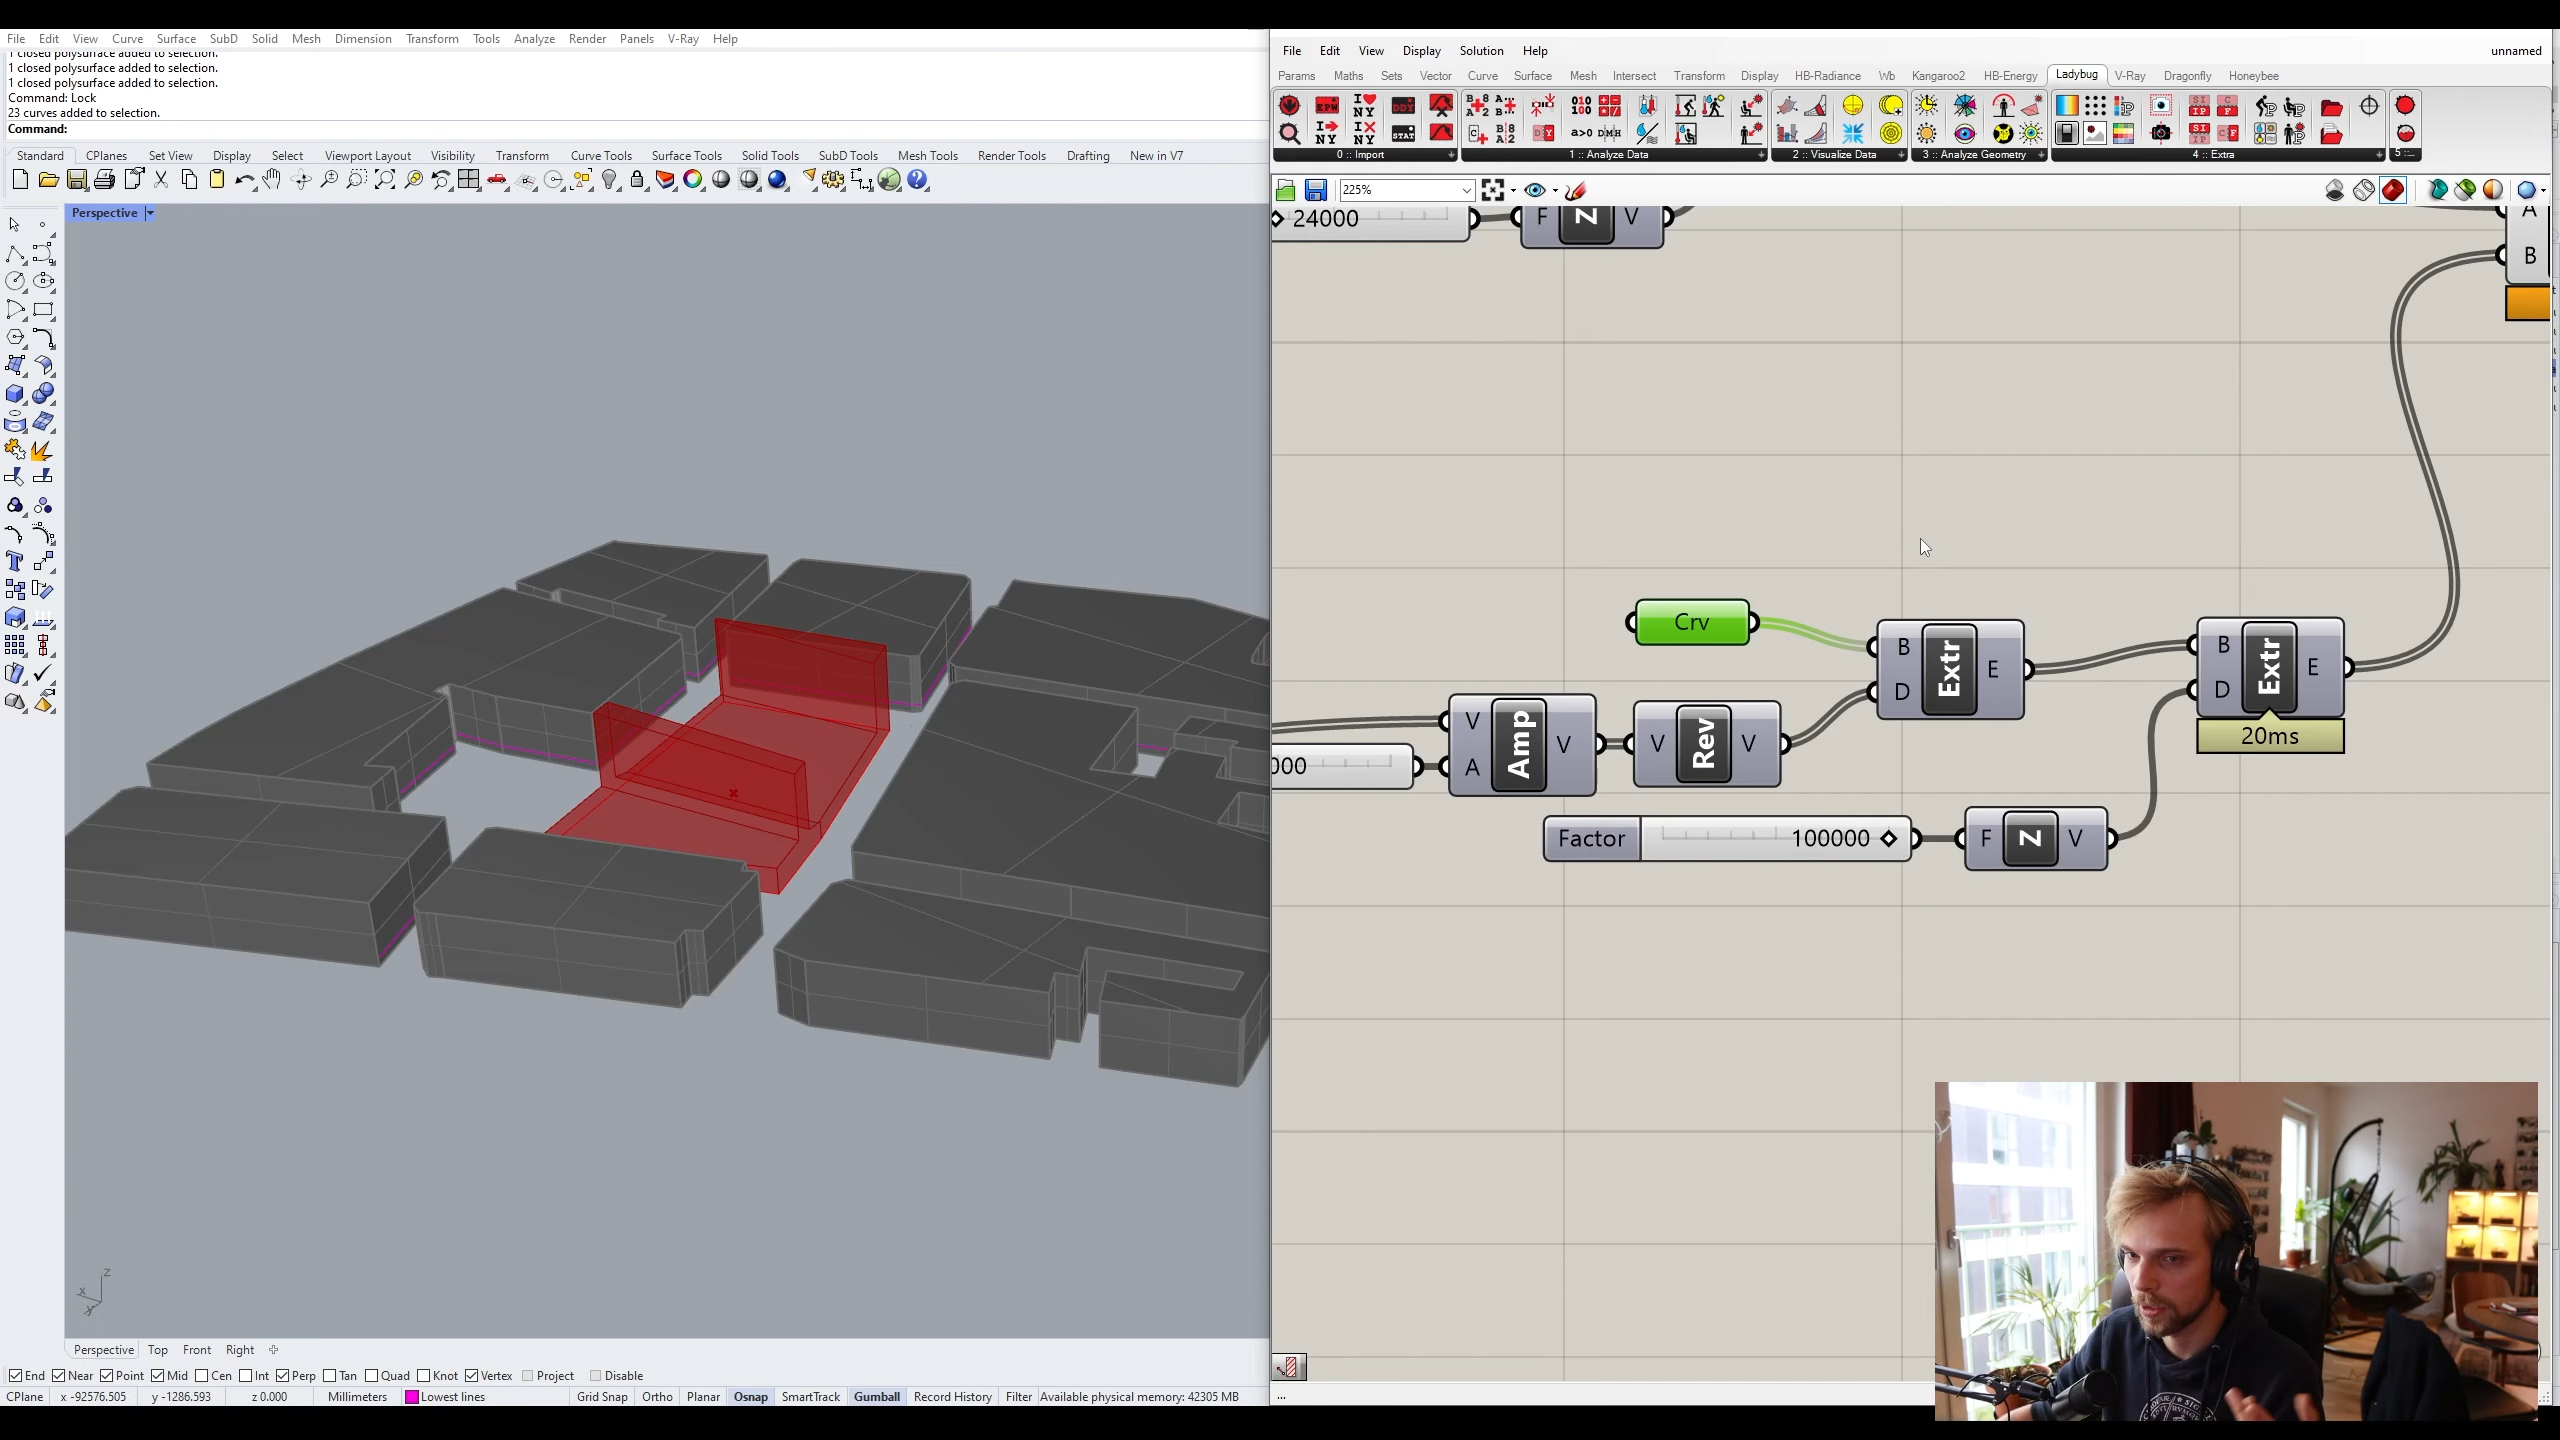 File Edit View Curve Surface SubD Solid Mesh Dimension Transform Tools Analyze Render Panels V-Ray Help
1 closed polysurface added to selection.
1 closed polysurface added to selection.
1 closed polysurface added to selection.
Command: Lock
23 curves added to selection.
Command:
Standard CPlanes Set View Display Select Viewport Layout Visibility Transform Curve Tools Surface Tools Solid Tools SubD Tools Mesh Tools Render Tools Drafting New in V7
Perspective
z
x
y
Perspective Top Front Right
End Near Point Mid Cen Int Perp Tan Quad Knot Vertex Project Disable
CPlane x -92576.505 y -1286.593 z 0.000 Millimeters Lowest lines Grid Snap Ortho Planar Osnap SmartTrack Gumball Record History Filter Available physical memory: 42305 MB
File Edit View Display Solution Help unnamed
Params Maths Sets Vector Curve Surface Mesh Intersect Transform Display HB-Radiance Wb Kangaroo2 HB-Energy Ladybug V-Ray Dragonfly Honeybee
0 :: Import 1 :: Analyze Data 2 :: Visualize Data 3 :: Analyze Geometry 4 :: Extra 5 ::...
225%
24000 F Z V A
B
Crv
B D Extr E
B D Extr E
20ms
V A Amp V
V Rev V
000
Factor 100000
F Z V
...